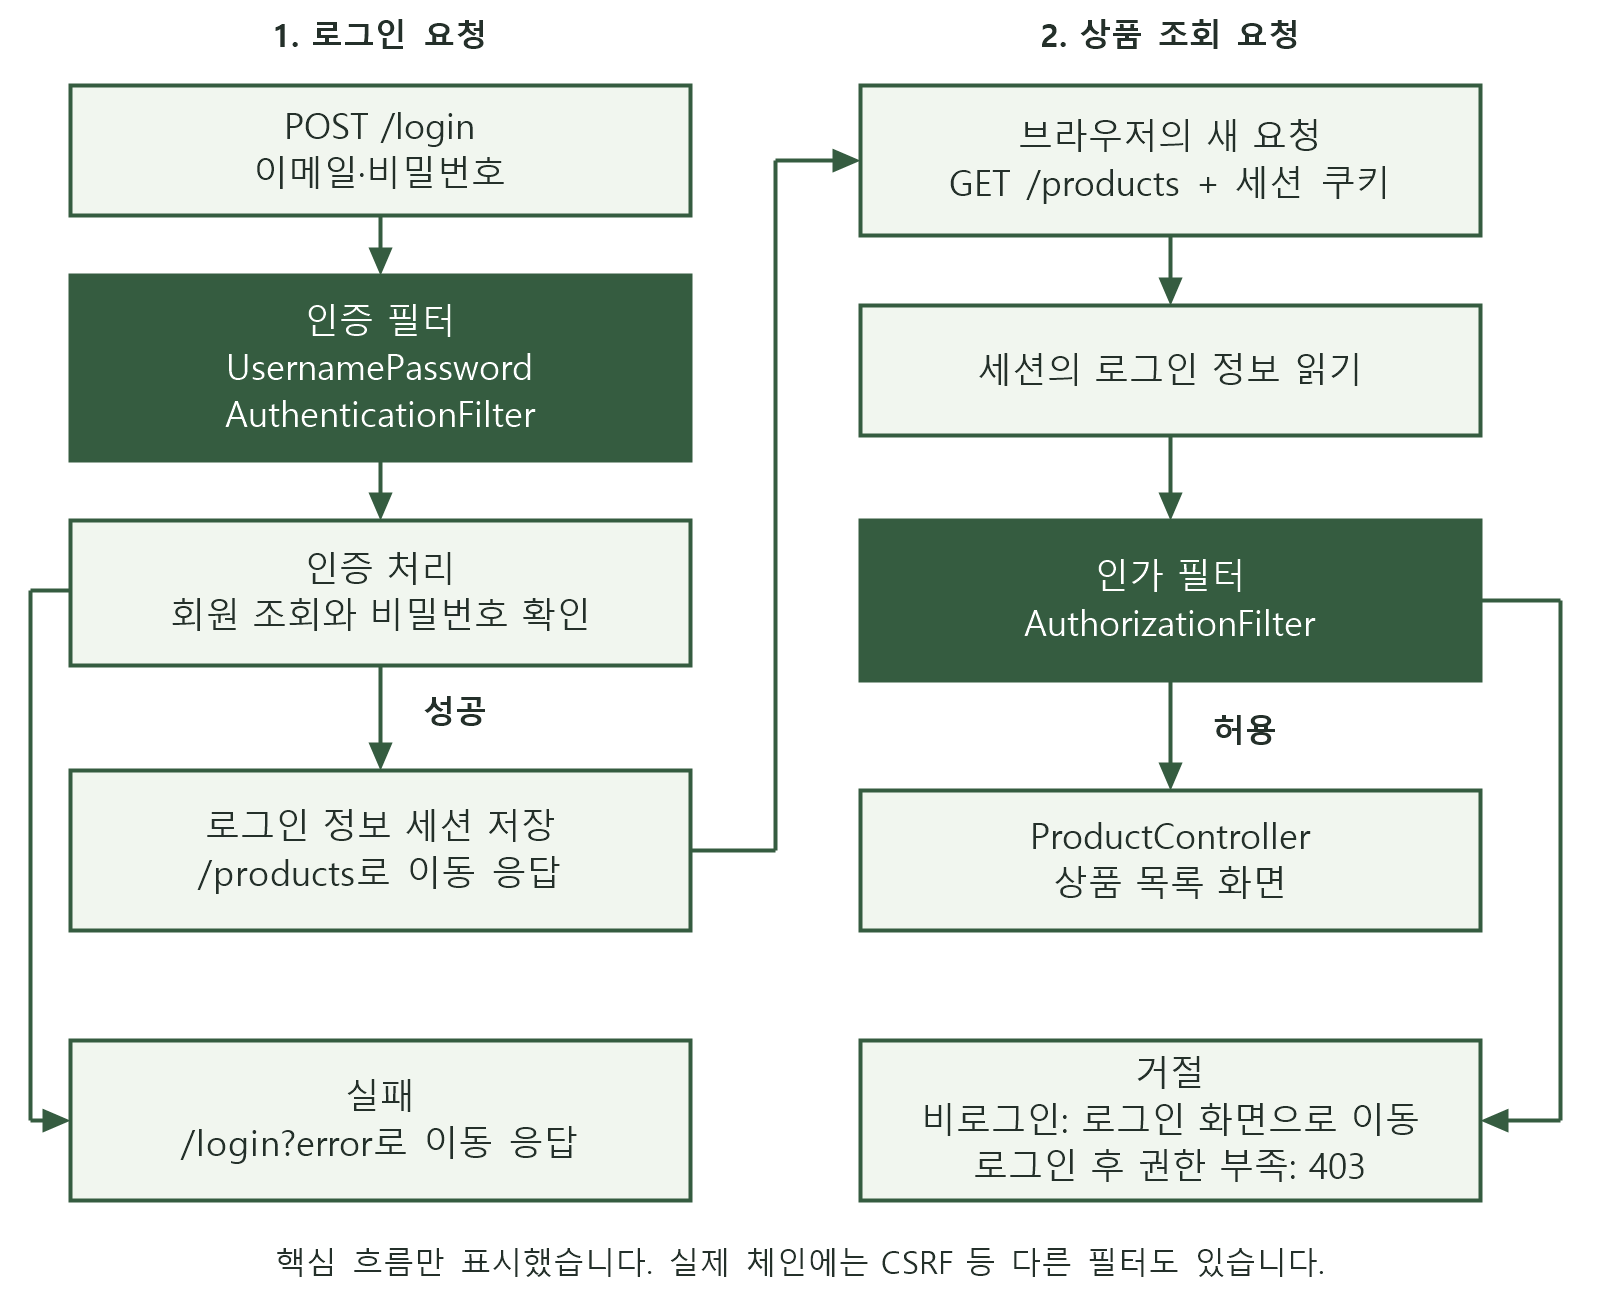 1. 로그인 요청
POST /login
이메일·비밀번호
인증 필터
UsernamePassword
AuthenticationFilter
인증 처리
회원 조회와 비밀번호 확인
성공
로그인 정보 세션 저장
/products로 이동 응답
실패
/login?error로 이동 응답
2. 상품 조회 요청
브라우저의 새 요청
GET /products + 세션 쿠키
세션의 로그인 정보 읽기
인가 필터
AuthorizationFilter
허용
ProductController
상품 목록 화면
거절
비로그인: 로그인 화면으로 이동
로그인 후 권한 부족: 403
핵심 흐름만 표시했습니다. 실제 체인에는 CSRF 등 다른 필터도 있습니다.